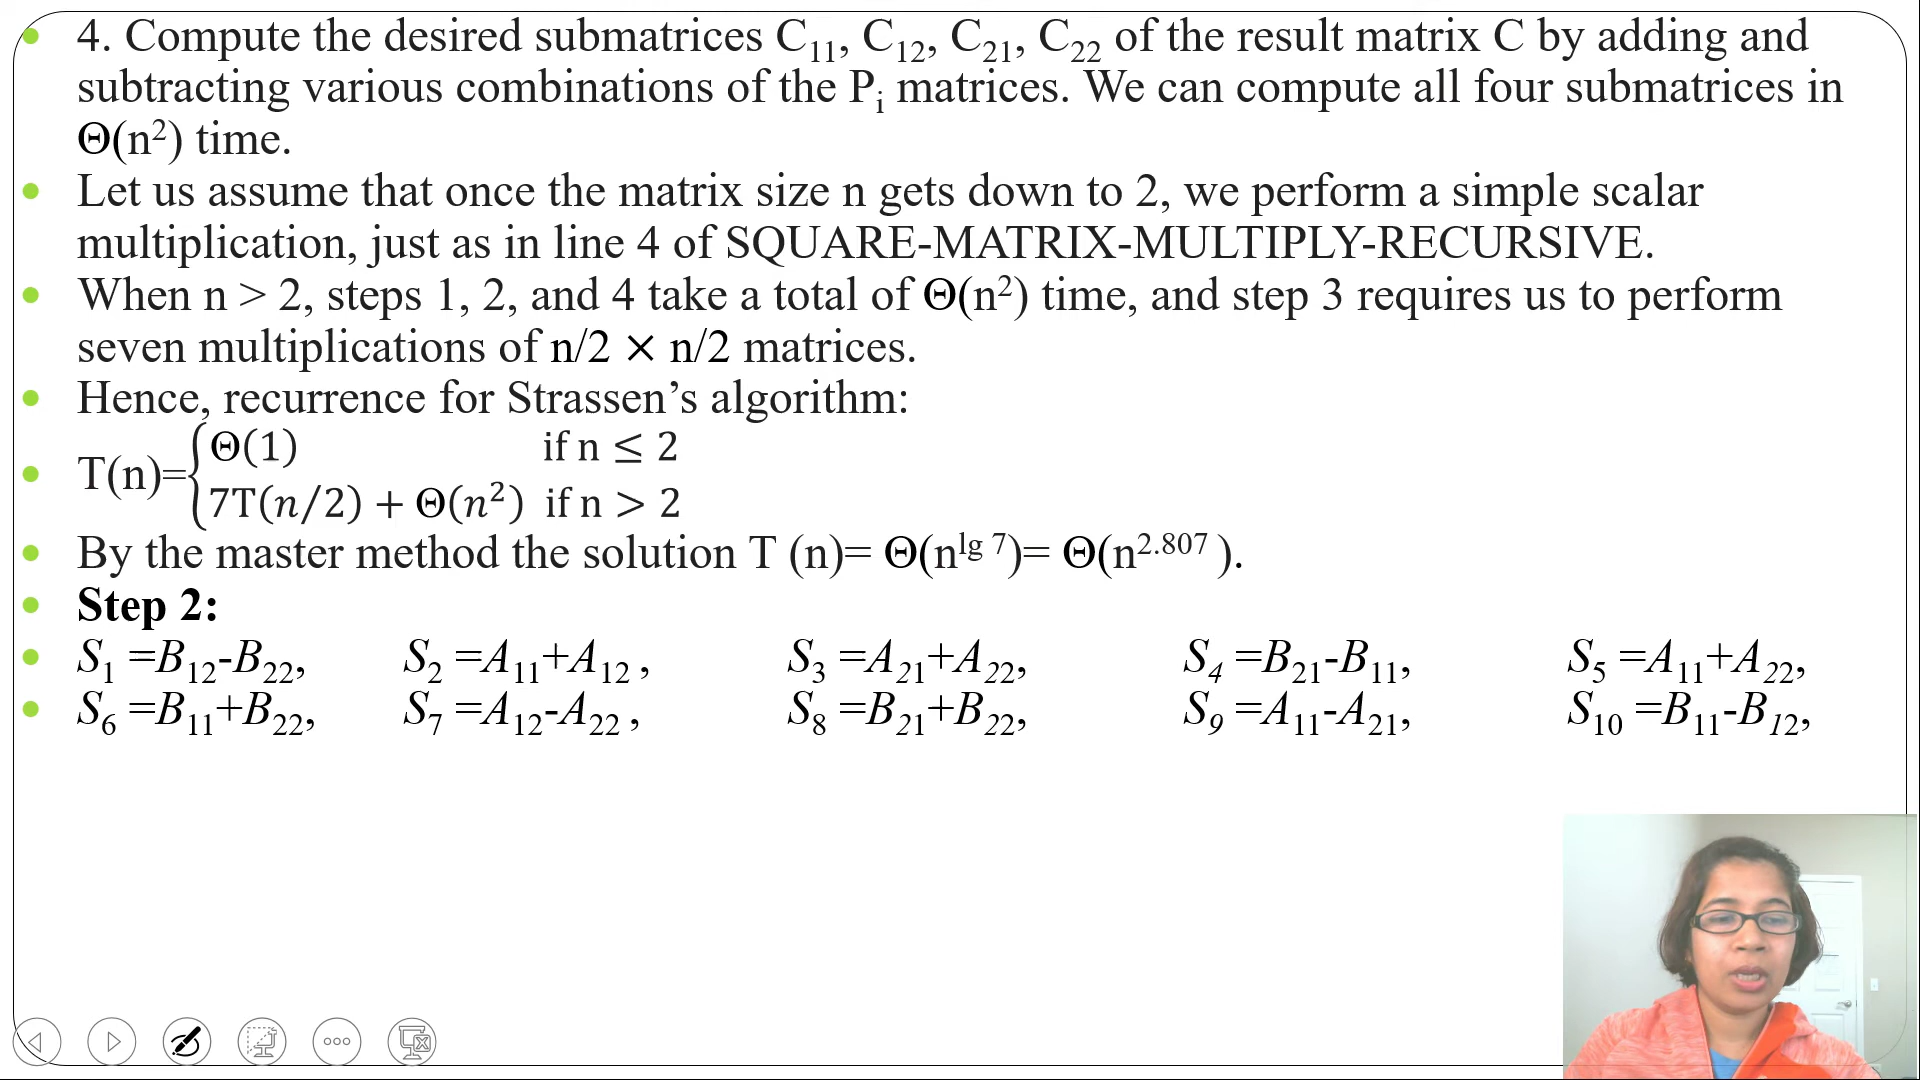 4. Compute the desired submatrices C₁₁, C₁₂, C₂₁, C₂₂ of the result matrix C by adding and
subtracting various combinations of the Pᵢ matrices. We can compute all four submatrices in
Θ(n²) time.
Let us assume that once the matrix size n gets down to 2, we perform a simple scalar
multiplication, just as in line 4 of SQUARE-MATRIX-MULTIPLY-RECURSIVE.
When n > 2, steps 1, 2, and 4 take a total of Θ(n²) time, and step 3 requires us to perform
seven multiplications of n/2 × n/2 matrices.
Hence, recurrence for Strassen's algorithm:
T(n)={Θ(1) if n ≤ 2
7T(n/2) + Θ(n²) if n > 2
By the master method the solution T (n)= Θ(n^lg 7)= Θ(n^2.807 ).
Step 2:
S₁ =B₁₂-B₂₂, S₂ =A₁₁+A₁₂ , S₃ =A₂₁+A₂₂, S₄ =B₂₁-B₁₁, S₅ =A₁₁+A₂₂,
S₆ =B₁₁+B₂₂, S₇ =A₁₂-A₂₂ , S₈ =B₂₁+B₂₂, S₉ =A₁₁-A₂₁, S₁₀ =B₁₁-B₁₂,